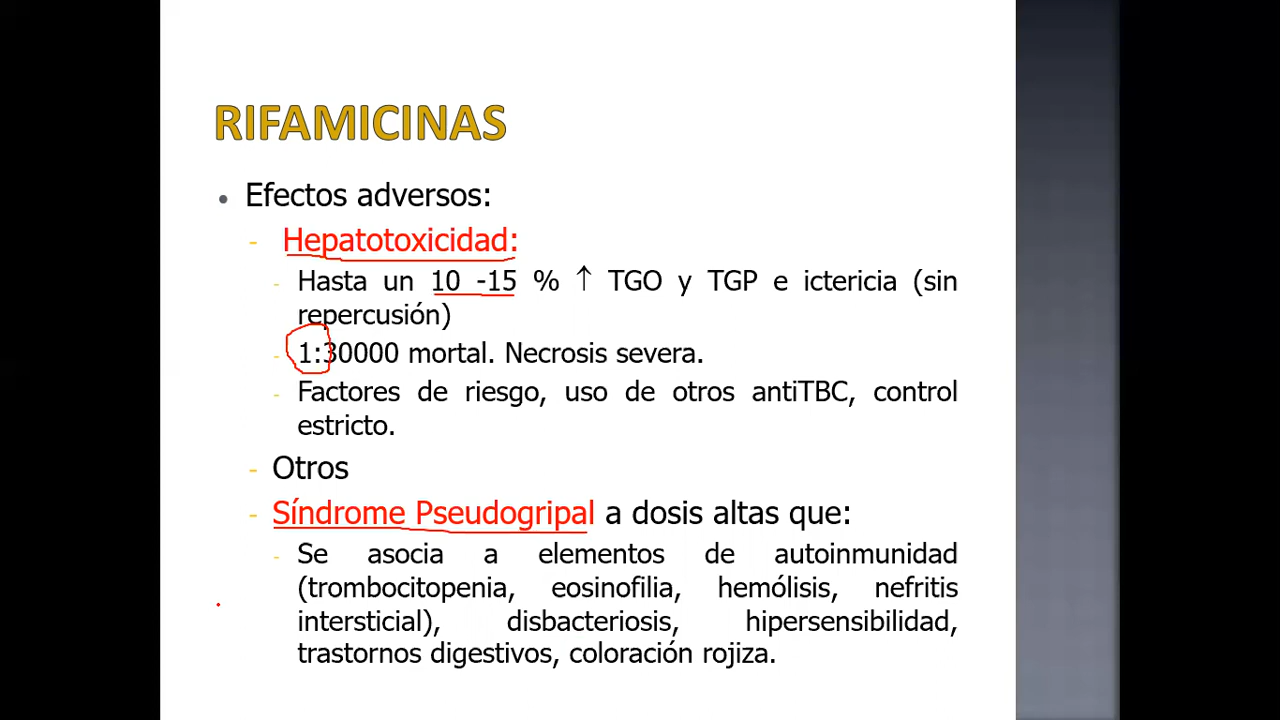 RIFAMICINAS
• Efectos adversos:
- Hepatotoxicidad:
- Hasta un 10 -15 % ↑ TGO y TGP e ictericia (sin
repercusión)
- 1:30000 mortal. Necrosis severa.
- Factores de riesgo, uso de otros antiTBC, control
estricto.
- Otros
- Síndrome Pseudogripal a dosis altas que:
- Se asocia a elementos de autoinmunidad
(trombocitopenia, eosinofilia, hemólisis, nefritis
intersticial), disbacteriosis, hipersensibilidad,
trastornos digestivos, coloración rojiza.